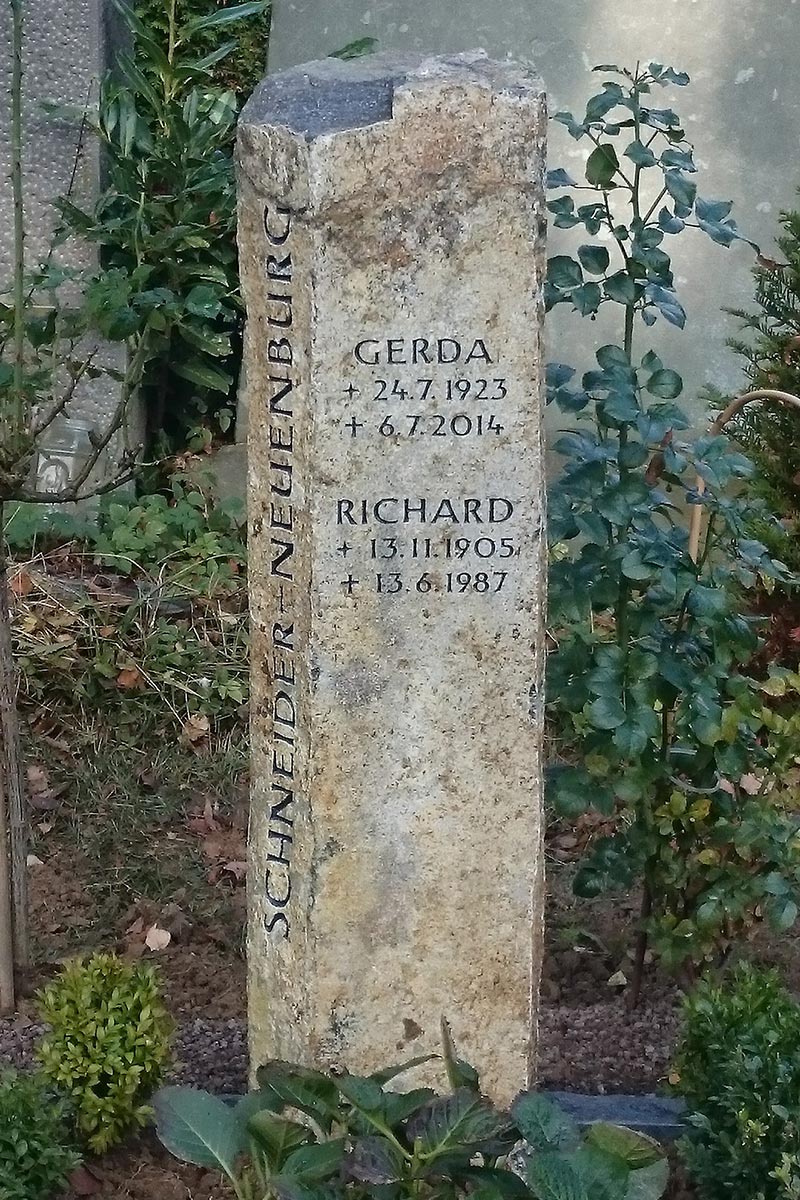 SCHNEIDER-NEUENBURG
GERDA
+ 24.7.1923
+ 6.7.2014
RICHARD
+ 13.11.1905
+ 13.6.1987